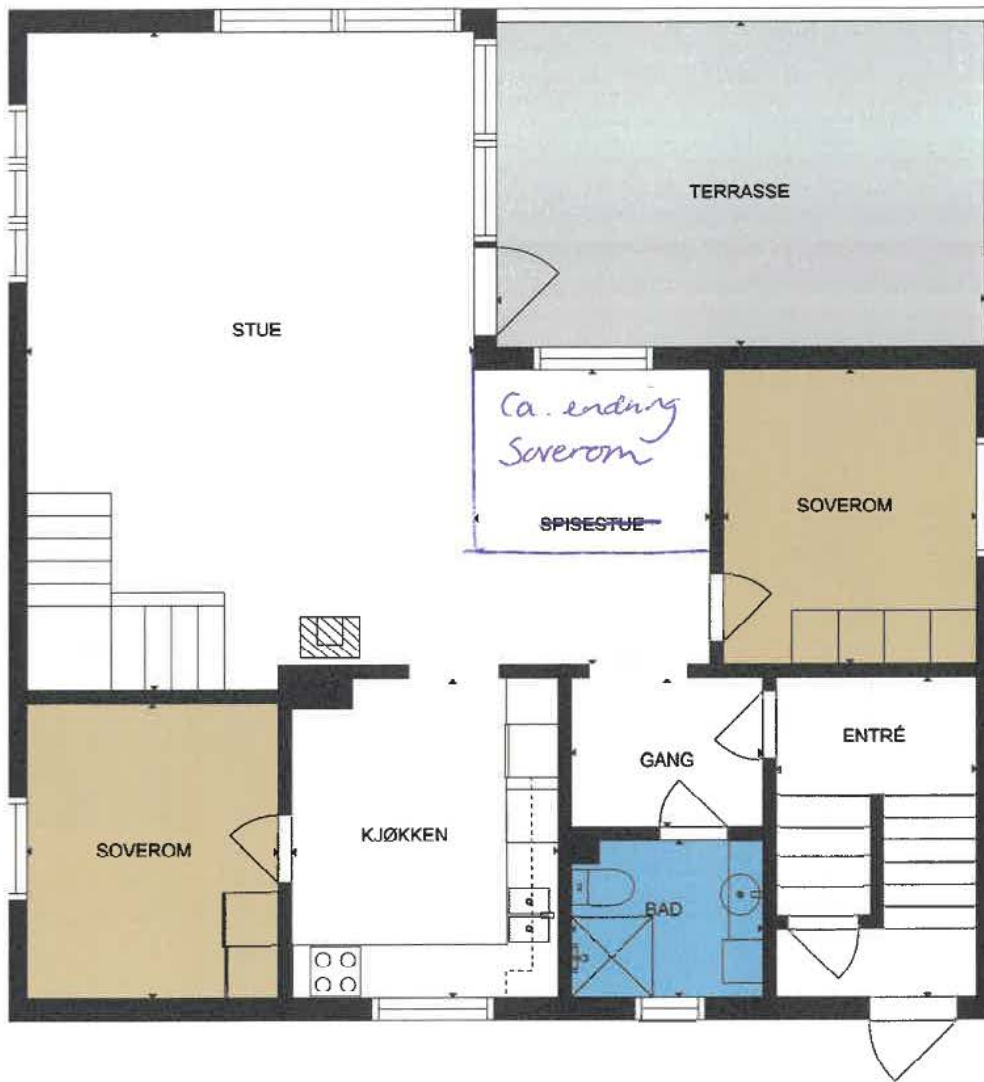 TERRASSE
STUE
Ca. endring
Soverom
SPISESTUE
SOVEROM
ENTRÉ
GANG
KJØKKEN
SOVEROM
BAD